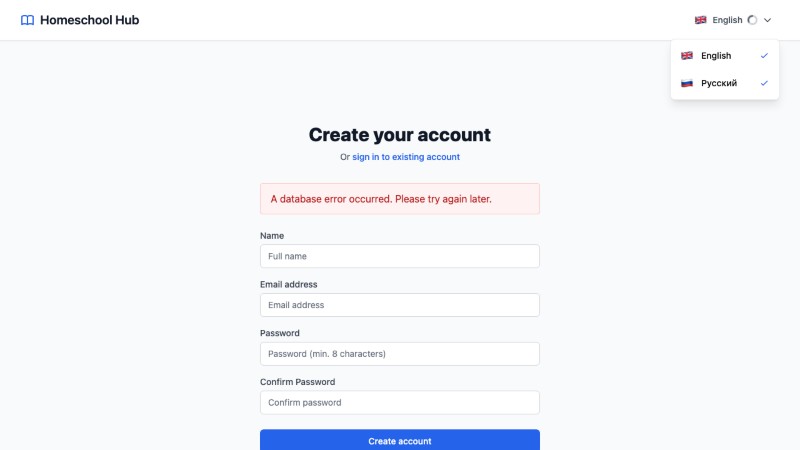 Homeschool Hub
English
English
Русский
Create your account
Or sign in to existing account
A database error occurred. Please try again later.
Name
Full name
Email address
Email address
Password
Password (min. 8 characters)
Confirm Password
Confirm password
Create account